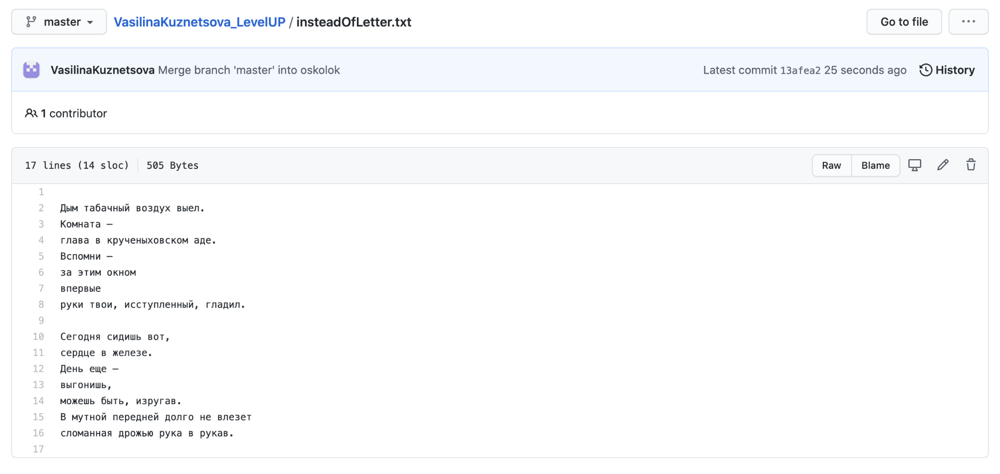 master VasilinaKuznetsova_LevelUP / insteadOfLetter.txt Go to file ...
VasilinaKuznetsova Merge branch 'master' into oskolok Latest commit 13afea2 25 seconds ago History
1 contributor
17 lines (14 sloc) 505 Bytes Raw Blame
1
2 Дым табачный воздух выел.
3 Комната –
4 глава в крученыховском аде.
5 Вспомни –
6 за этим окном
7 впервые
8 руки твои, исступленный, гладил.
9
10 Сегодня сидишь вот,
11 сердце в железе.
12 День еще –
13 выгонишь,
14 можешь быть, изругав.
15 В мутной передней долго не влезет
16 сломанная дрожью рука в рукав.
17